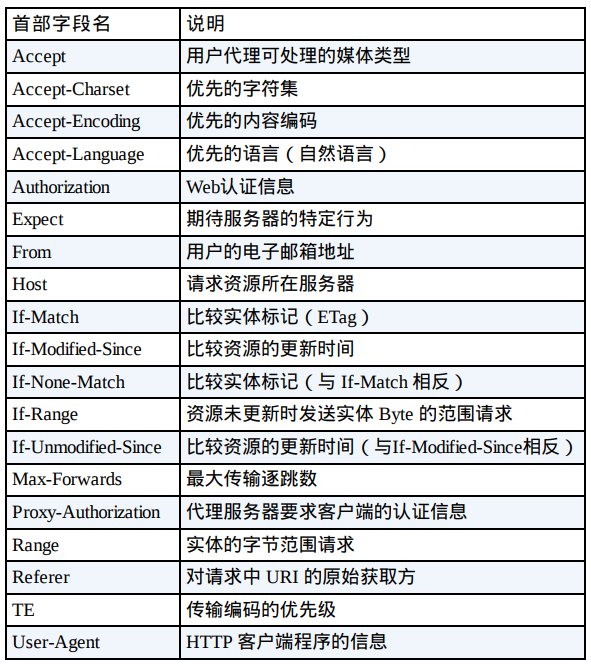 首部字段名 说明
Accept 用户代理可处理的媒体类型
Accept-Charset 优先的字符集
Accept-Encoding 优先的内容编码
Accept-Language 优先的语言（自然语言）
Authorization Web认证信息
Expect 期待服务器的特定行为
From 用户的电子邮箱地址
Host 请求资源所在服务器
If-Match 比较实体标记（ETag）
If-Modified-Since 比较资源的更新时间
If-None-Match 比较实体标记（与 If-Match 相反）
If-Range 资源未更新时发送实体 Byte 的范围请求
If-Unmodified-Since 比较资源的更新时间（与If-Modified-Since相反）
Max-Forwards 最大传输逐跳数
Proxy-Authorization 代理服务器要求客户端的认证信息
Range 实体的字节范围请求
Referer 对请求中 URI 的原始获取方
TE 传输编码的优先级
User-Agent HTTP 客户端程序的信息